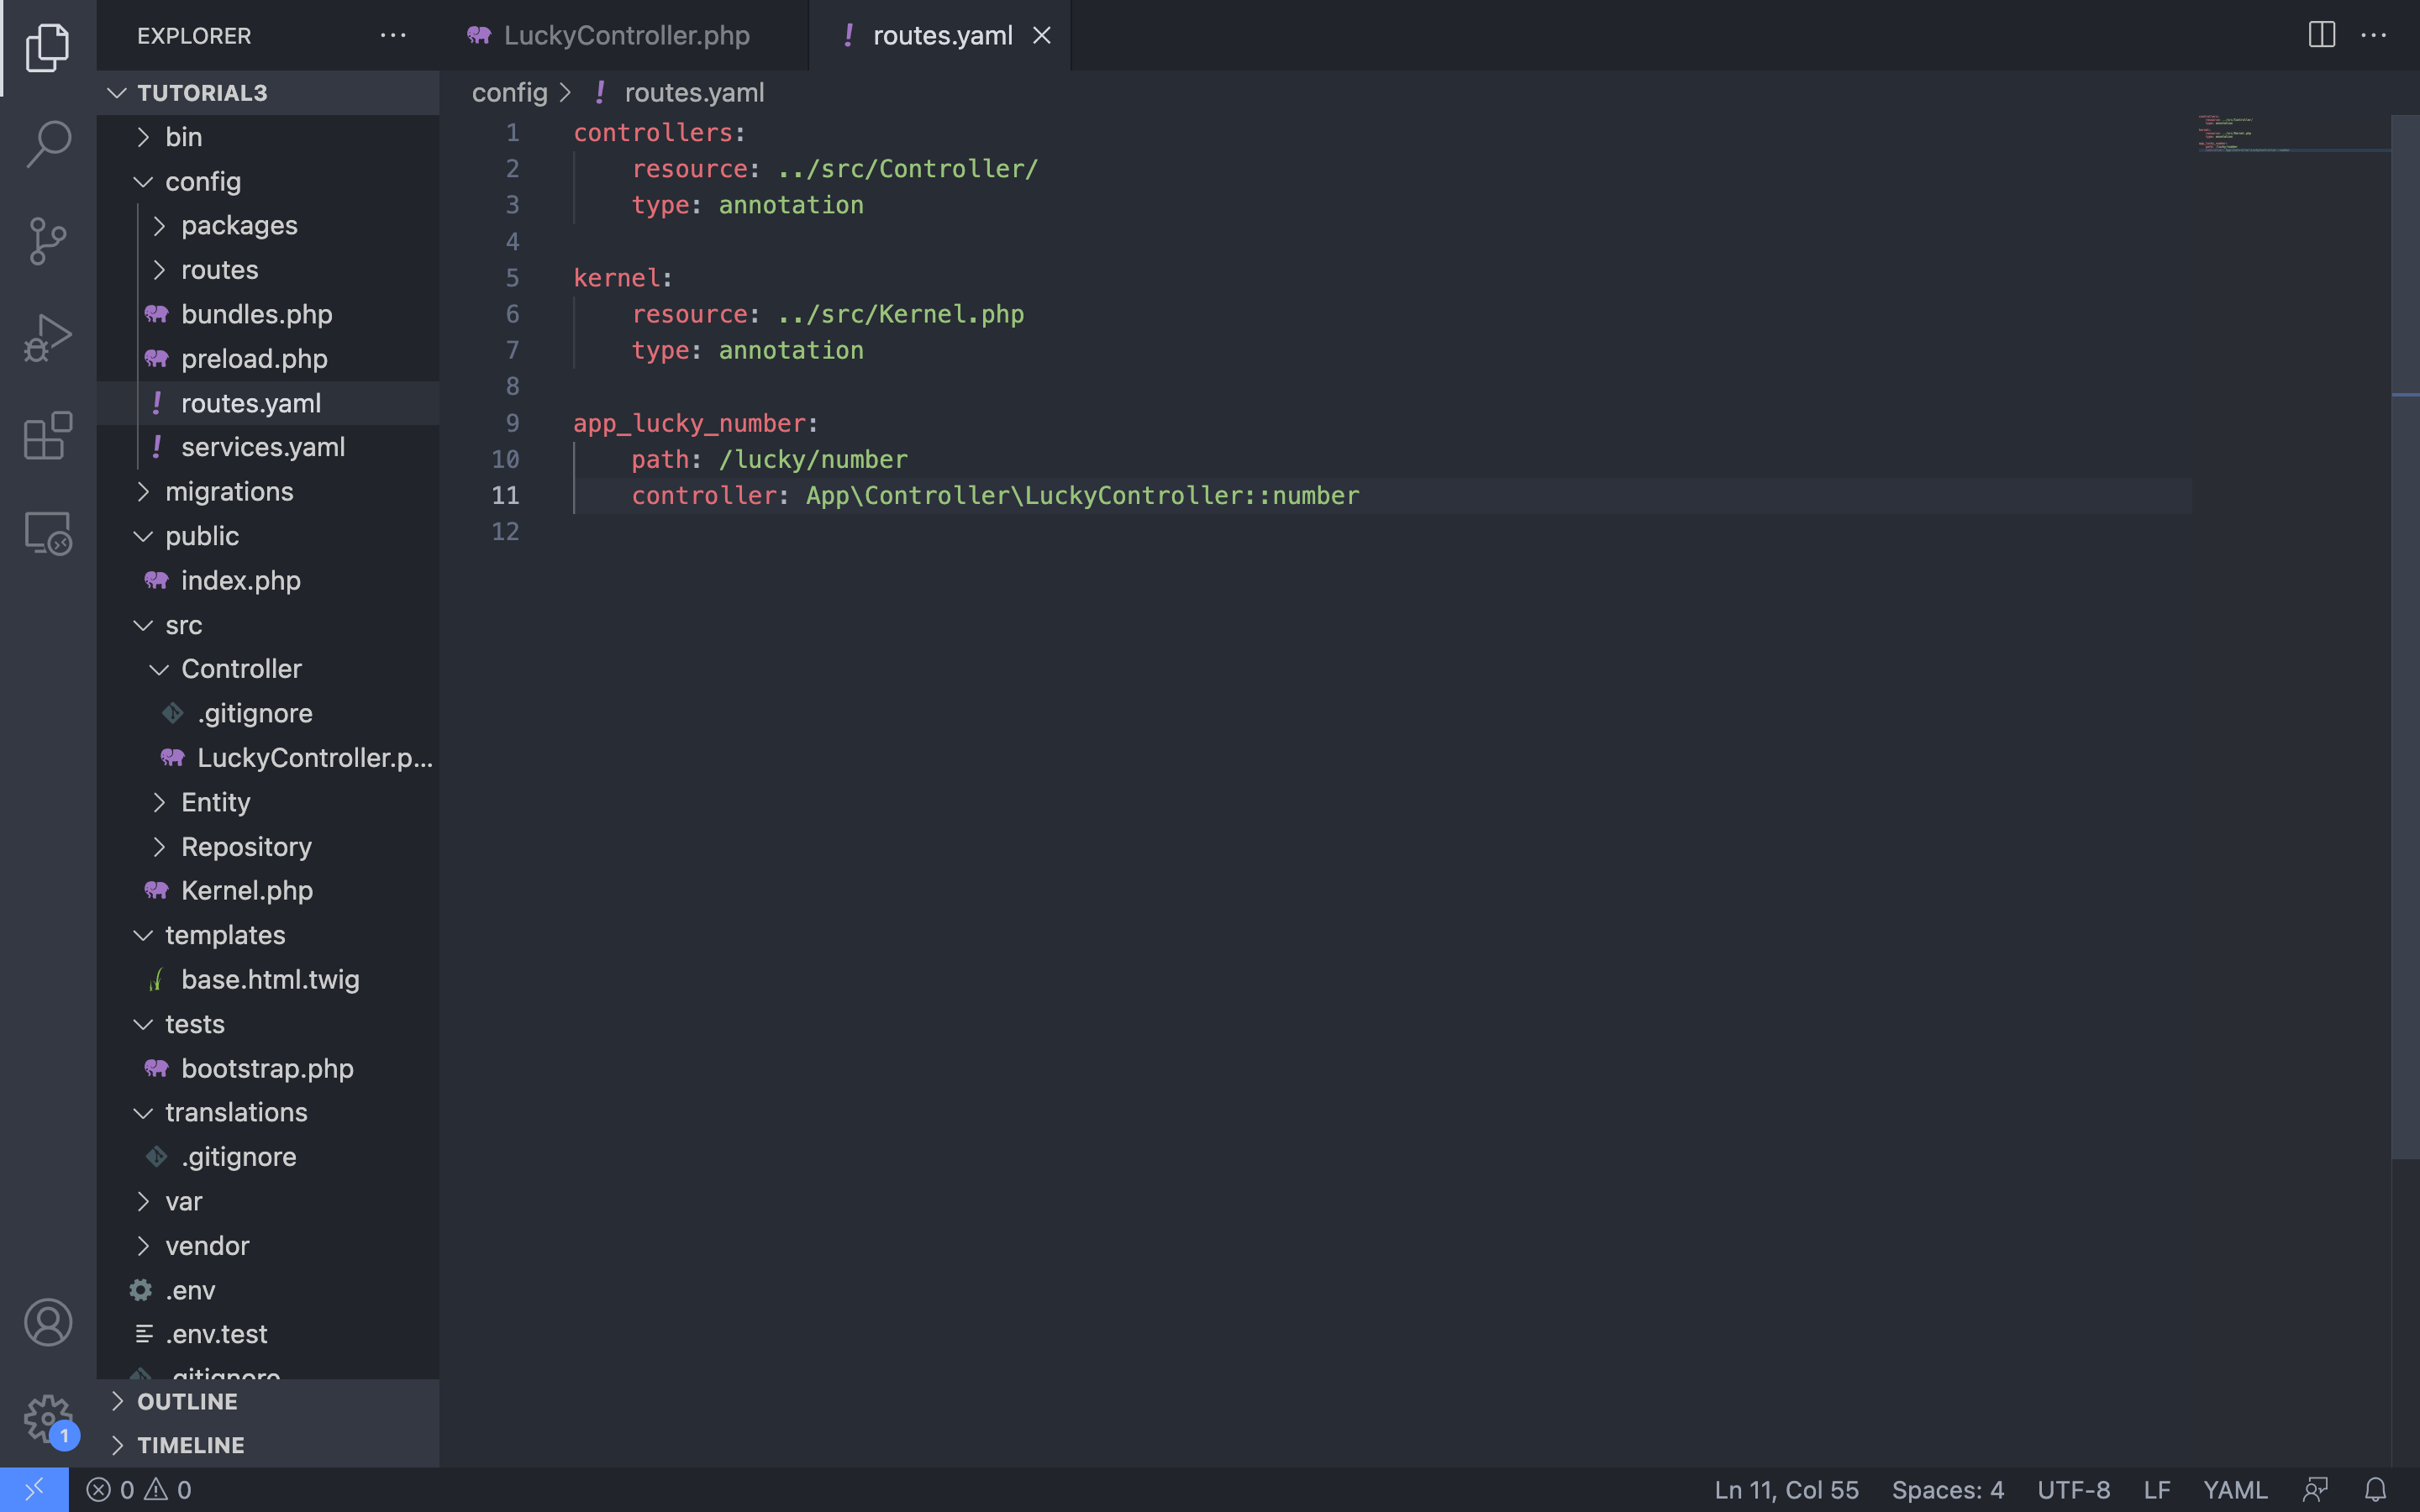 EXPLORER
TUTORIAL3
bin
config
packages
routes
bundles.php
preload.php
routes.yaml
services.yaml
migrations
public
index.php
src
Controller
.gitignore
LuckyController.p...
Entity
Repository
Kernel.php
templates
base.html.twig
tests
bootstrap.php
translations
.gitignore
var
vendor
.env
.env.test
.gitignore
OUTLINE
TIMELINE
1
LuckyController.php
! routes.yaml
config > ! routes.yaml
1 controllers:
2 resource: ../src/Controller/
3 type: annotation
4
5 kernel:
6 resource: ../src/Kernel.php
7 type: annotation
8
9 app_lucky_number:
10 path: /lucky/number
11 controller: App\Controller\LuckyController::number
12
0 0 Ln 11, Col 55 Spaces: 4 UTF-8 LF YAML